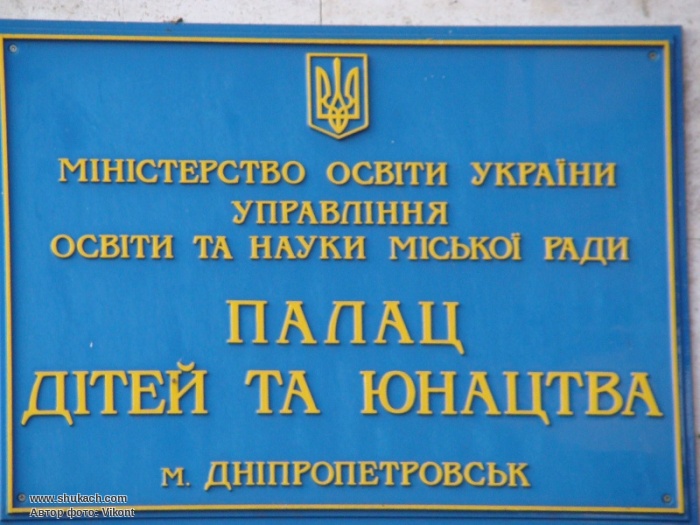 МІНІСТЕРСТВО ОСВІТИ УКРАЇНИ
УПРАВЛІННЯ
ОСВІТИ ТА НАУКИ МІСЬКОЇ РАДИ
ПАЛАЦ
ДІТЕЙ ТА ЮНАЦТВА
м. ДНІПРОПЕТРОВСЬК
www.shukach.com
Автор фото: Vikont